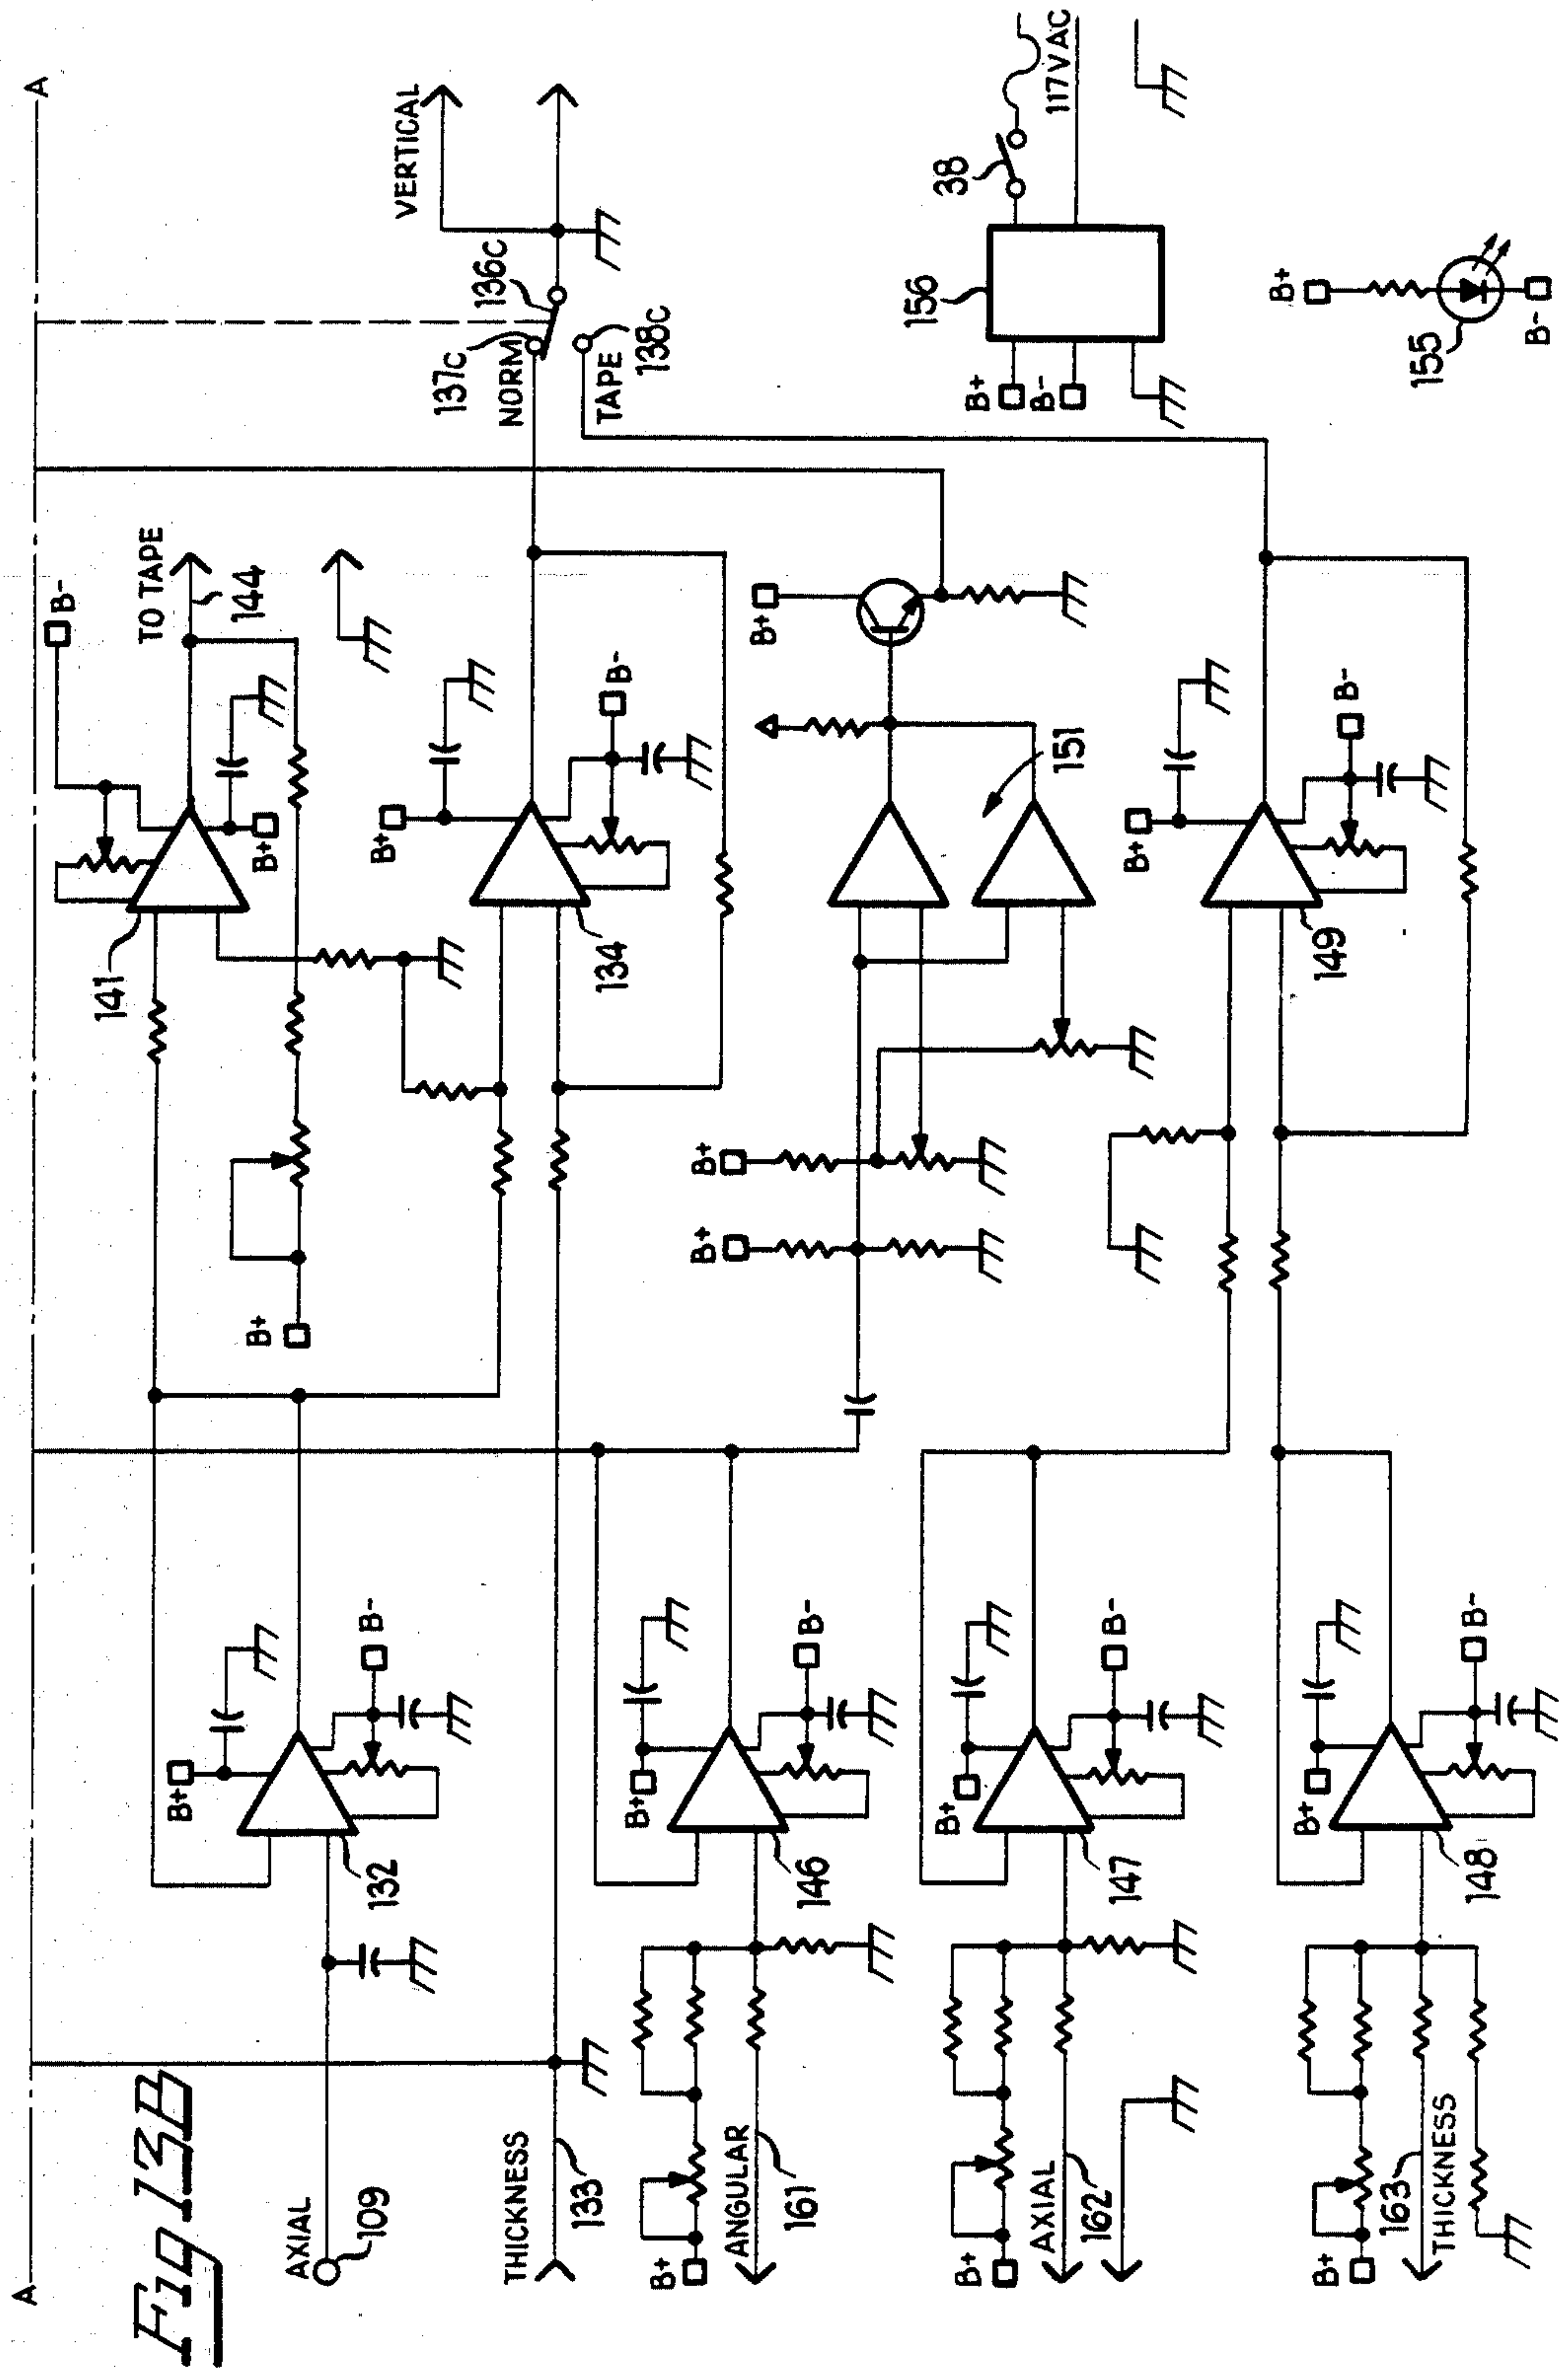 Fig 13B
A
A
B-
TO TAPE
144
141
B+
B+
AXIAL
109
B+
132
B-
B+
134
B-
VERTICAL
137C
NORM
136C
TAPE
138C
THICKNESS
133
B+
ANGULAR
161
B+
146
B-
B+
B+
B+
151
38
117VAC
156
B+
B-
B+
AXIAL
162
B+
147
B-
B+
149
B-
B+
155
B-
B+
163
THICKNESS
B+
148
B-